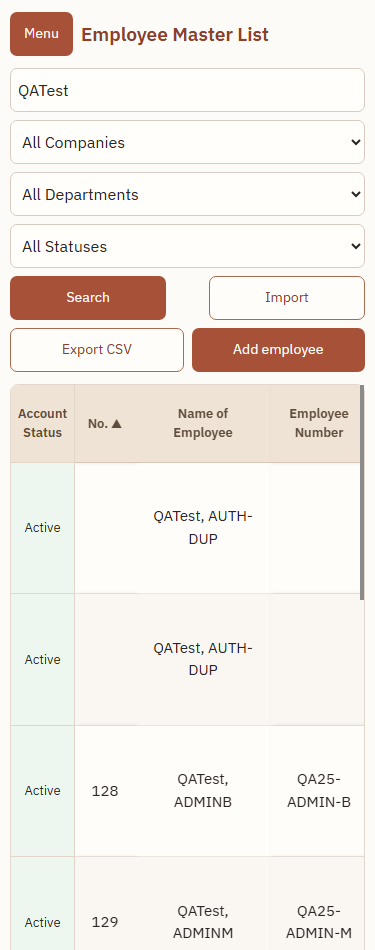 Menu
Employee Master List
QATest
All Companies
All Departments
All Statuses
Search
Import
Export CSV
Add employee
Account
Status
No. ▲
Name of
Employee
Employee
Number
Active
QATest, AUTH-
DUP
Active
QATest, AUTH-
DUP
Active
128
QATest,
ADMINB
QA25-
ADMIN-B
Active
129
QATest,
ADMINM
QA25-
ADMIN-M